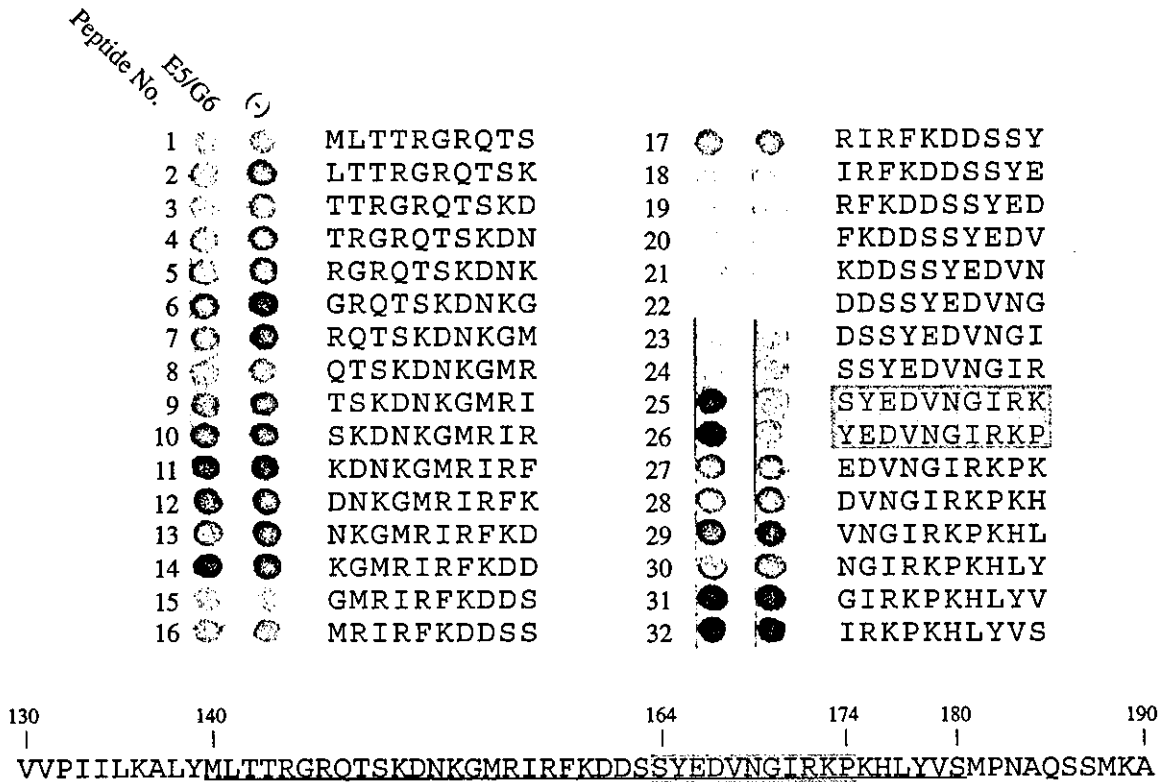 Peptide No. E5/G6 (-)
1 MLTTRGRQTS
2 LTTRGRQTSK
3 TTRGRQTSKD
4 TRGRQTSKDN
5 RGRQTSKDNK
6 GRQTSKDNKG
7 RQTSKDNKGM
8 QTSKDNKGMR
9 TSKDNKGMRI
10 SKDNKGMRIR
11 KDNKGMRIRF
12 DNKGMRIRFK
13 NKGMRIRFKD
14 KGMRIRFKDD
15 GMRIRFKDDS
16 MRIRFKDDSS
17 RIRFKDDSSY
18 IRFKDDSSYE
19 RFKDDSSYED
20 FKDDSSYEDV
21 KDDSSYEDVN
22 DDSSYEDVNG
23 DSSYEDVNGI
24 SSYEDVNGIR
25 SYEDVNGIRK
26 YEDVNGIRKP
27 EDVNGIRKPK
28 DVNGIRKPKH
29 VNGIRKPKHL
30 NGIRKPKHLY
31 GIRKPKHLYV
32 IRKPKHLYVS
130 140 164 174 180 190
VVPIILKALYMLTTRGRQTSKDNKGMRIRFKDDSSYEDVNGIRKPKHLYVSMPNAQSSMKA